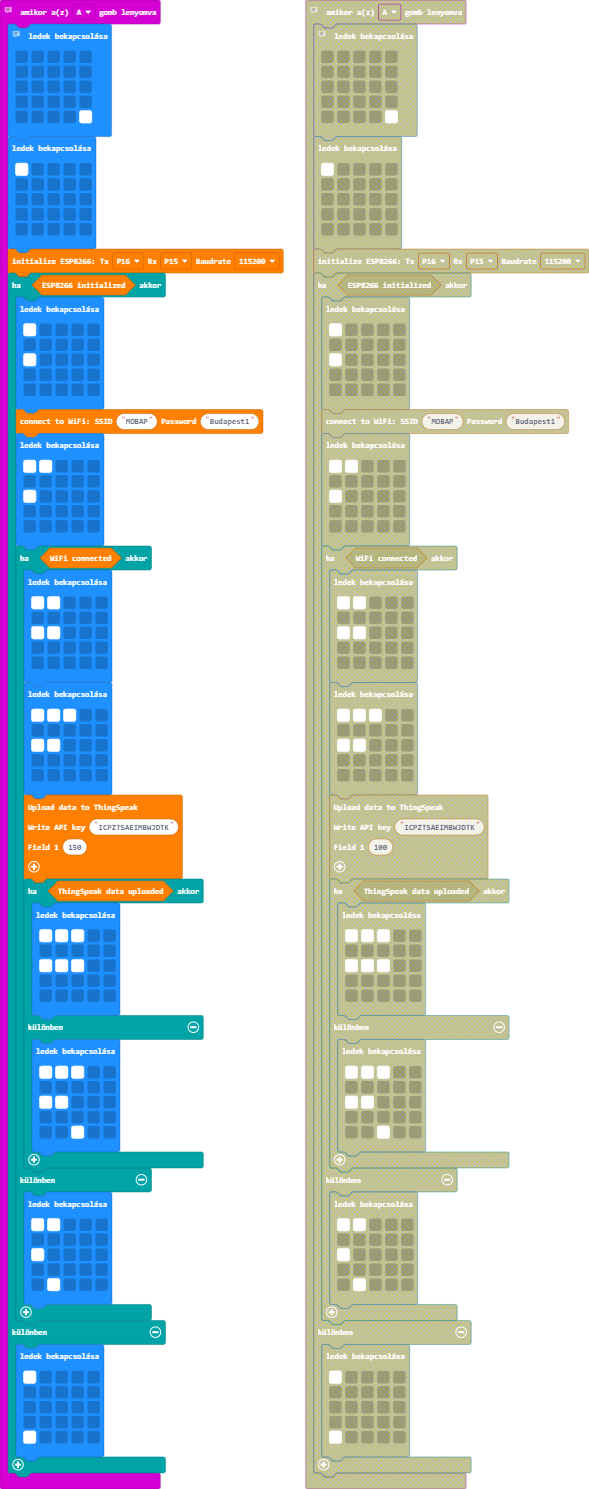 amikor a(z) A gomb lenyomva
ledek bekapcsolása
ledek bekapcsolása
initialize ESP8266: Tx P16 Rx P15 Baudrate 115200
ha ESP8266 initialized akkor
ledek bekapcsolása
connect to WiFi: SSID "MOBAP" Password "Budapest1"
ledek bekapcsolása
ha WiFi connected akkor
ledek bekapcsolása
ledek bekapcsolása
Upload data to ThingSpeak
Write API key "ICPZTSAEIMBWJDTK"
Field 1 150
ha ThingSpeak data uploaded akkor
ledek bekapcsolása
különben
ledek bekapcsolása
különben
ledek bekapcsolása
különben
ledek bekapcsolása
amikor a(z) A gomb lenyomva
ledek bekapcsolása
ledek bekapcsolása
initialize ESP8266: Tx P16 Rx P15 Baudrate 115200
ha ESP8266 initialized akkor
ledek bekapcsolása
connect to WiFi: SSID "MOBAP" Password "Budapest1"
ledek bekapcsolása
ha WiFi connected akkor
ledek bekapcsolása
ledek bekapcsolása
Upload data to ThingSpeak
Write API key "ICPZTSAEIMBWJDTK"
Field 1 100
ha ThingSpeak data uploaded akkor
ledek bekapcsolása
különben
ledek bekapcsolása
különben
ledek bekapcsolása
különben
ledek bekapcsolása